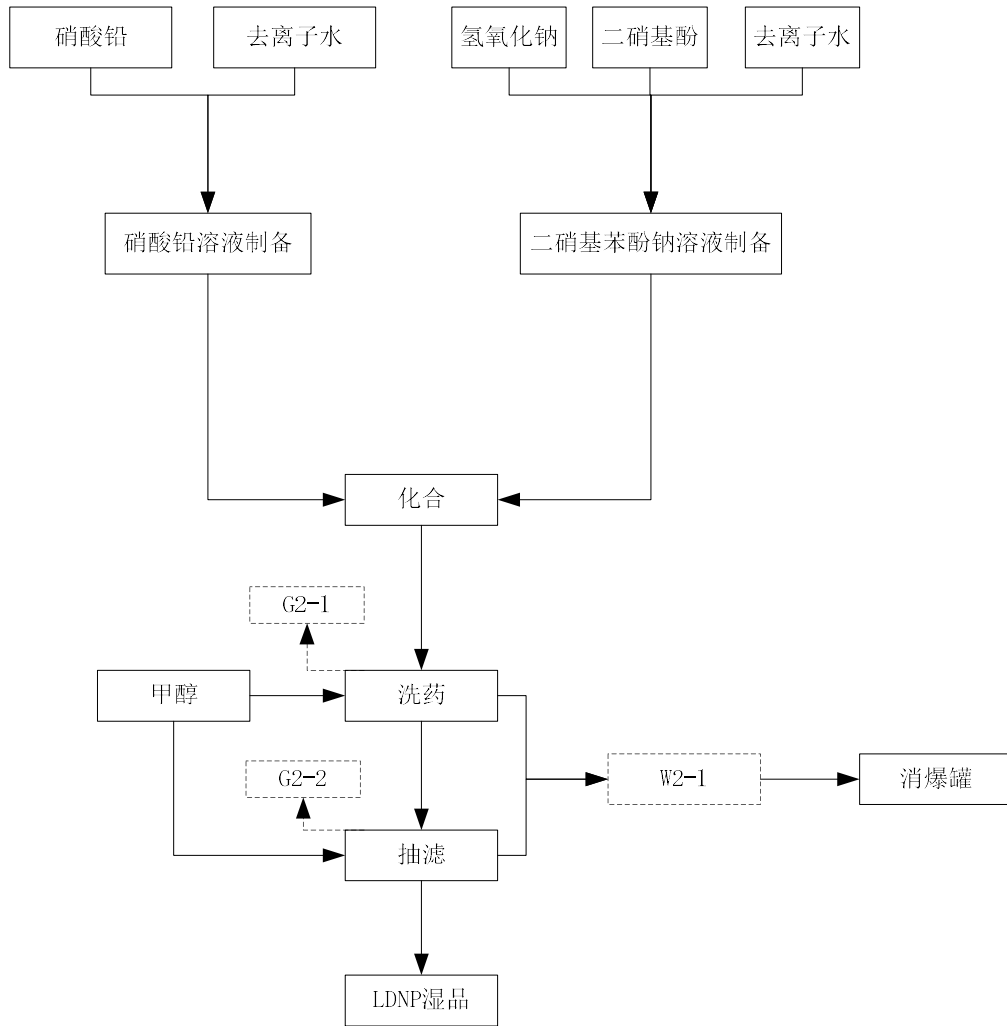 硝酸铅
去离子水
氢氧化钠
二硝基酚
去离子水
硝酸铅溶液制备
二硝基苯酚钠溶液制备
化合
G2-1
甲醇
洗药
G2-2
W2-1
消爆罐
抽滤
LDNP湿品